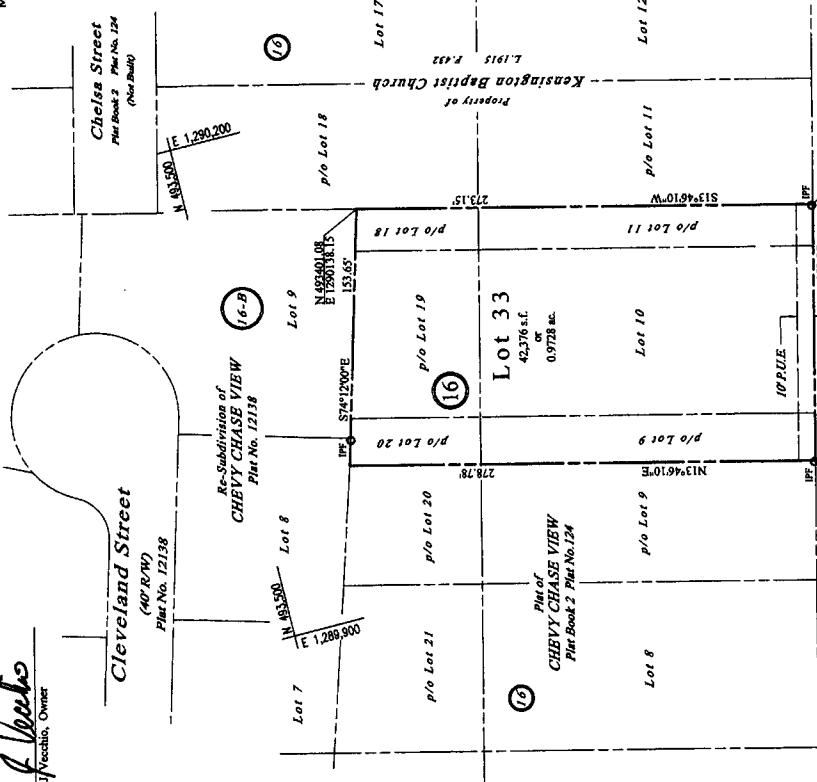 Vecchio, Owner
Cleveland Street
(40' R/W)
Plat No. 12138
Chelsa Street
Plat Book 2 Plat No. 124
(Not Built)
N 493,500
E 1,290,200
16
Lot 17
Property of
Kensington Baptist Church
L.1915 F.432
p/o Lot 18
Lot 12
p/o Lot 11
16-B
Lot 9
Re-Subdivision of
CHEVY CHASE VIEW
Plat No. 12138
Lot 8
N 493,500
E 1,289,900
Lot 7
N 493401.08
E 1290138.15
153.65'
S74°12'00"E
IPF
p/o Lot 20
p/o Lot 19
p/o Lot 18
16
Lot 33
42,376 s.f.
or
0.9728 ac.
273.15'
S13°46'10"W
278.78'
N13°46'10"E
p/o Lot 9
Lot 10
p/o Lot 11
10' P.U.E.
IPF
IPF
p/o Lot 21
p/o Lot 20
Plat of
CHEVY CHASE VIEW
Plat Book 2 Plat No.124
16
Lot 8
p/o Lot 9